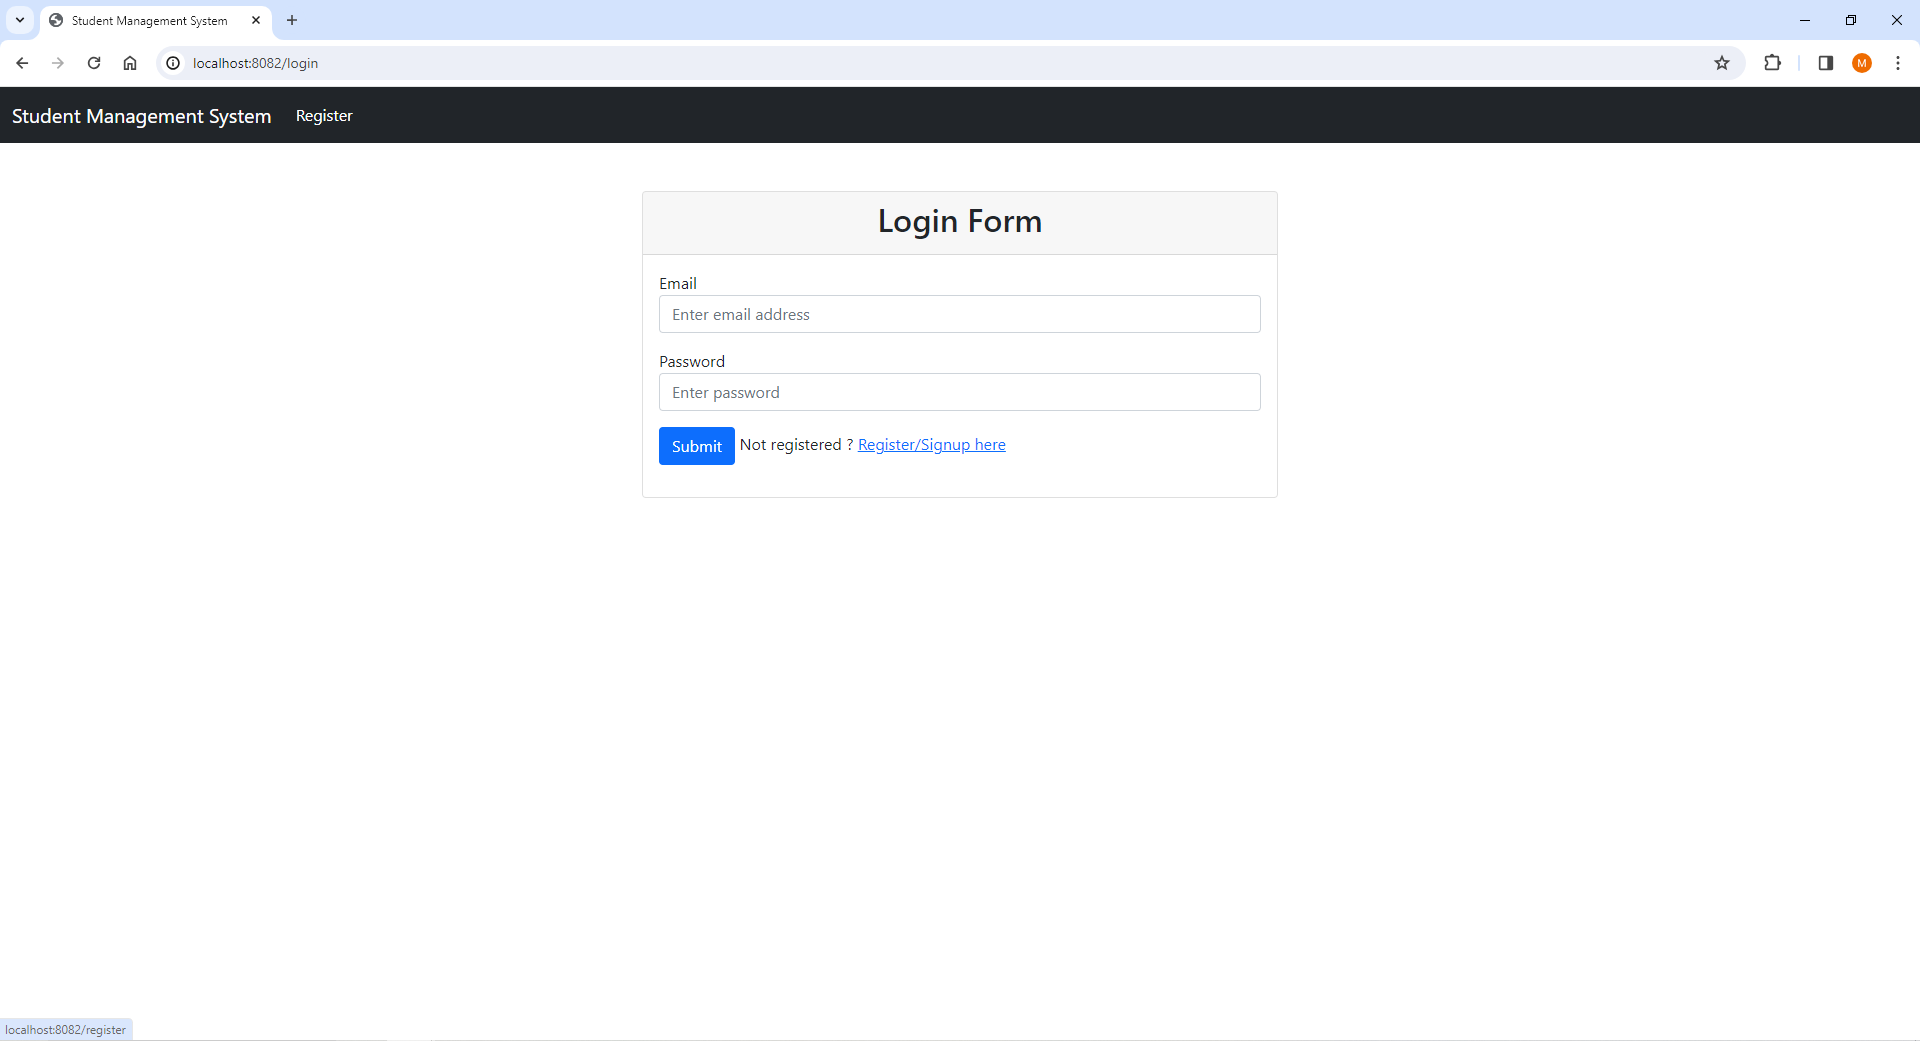 Student Management System
localhost:8082/login
M
Student Management System Register
Login Form
Email
Enter email address
Password
Enter password
Submit Not registered ? Register/Signup here
localhost:8082/register